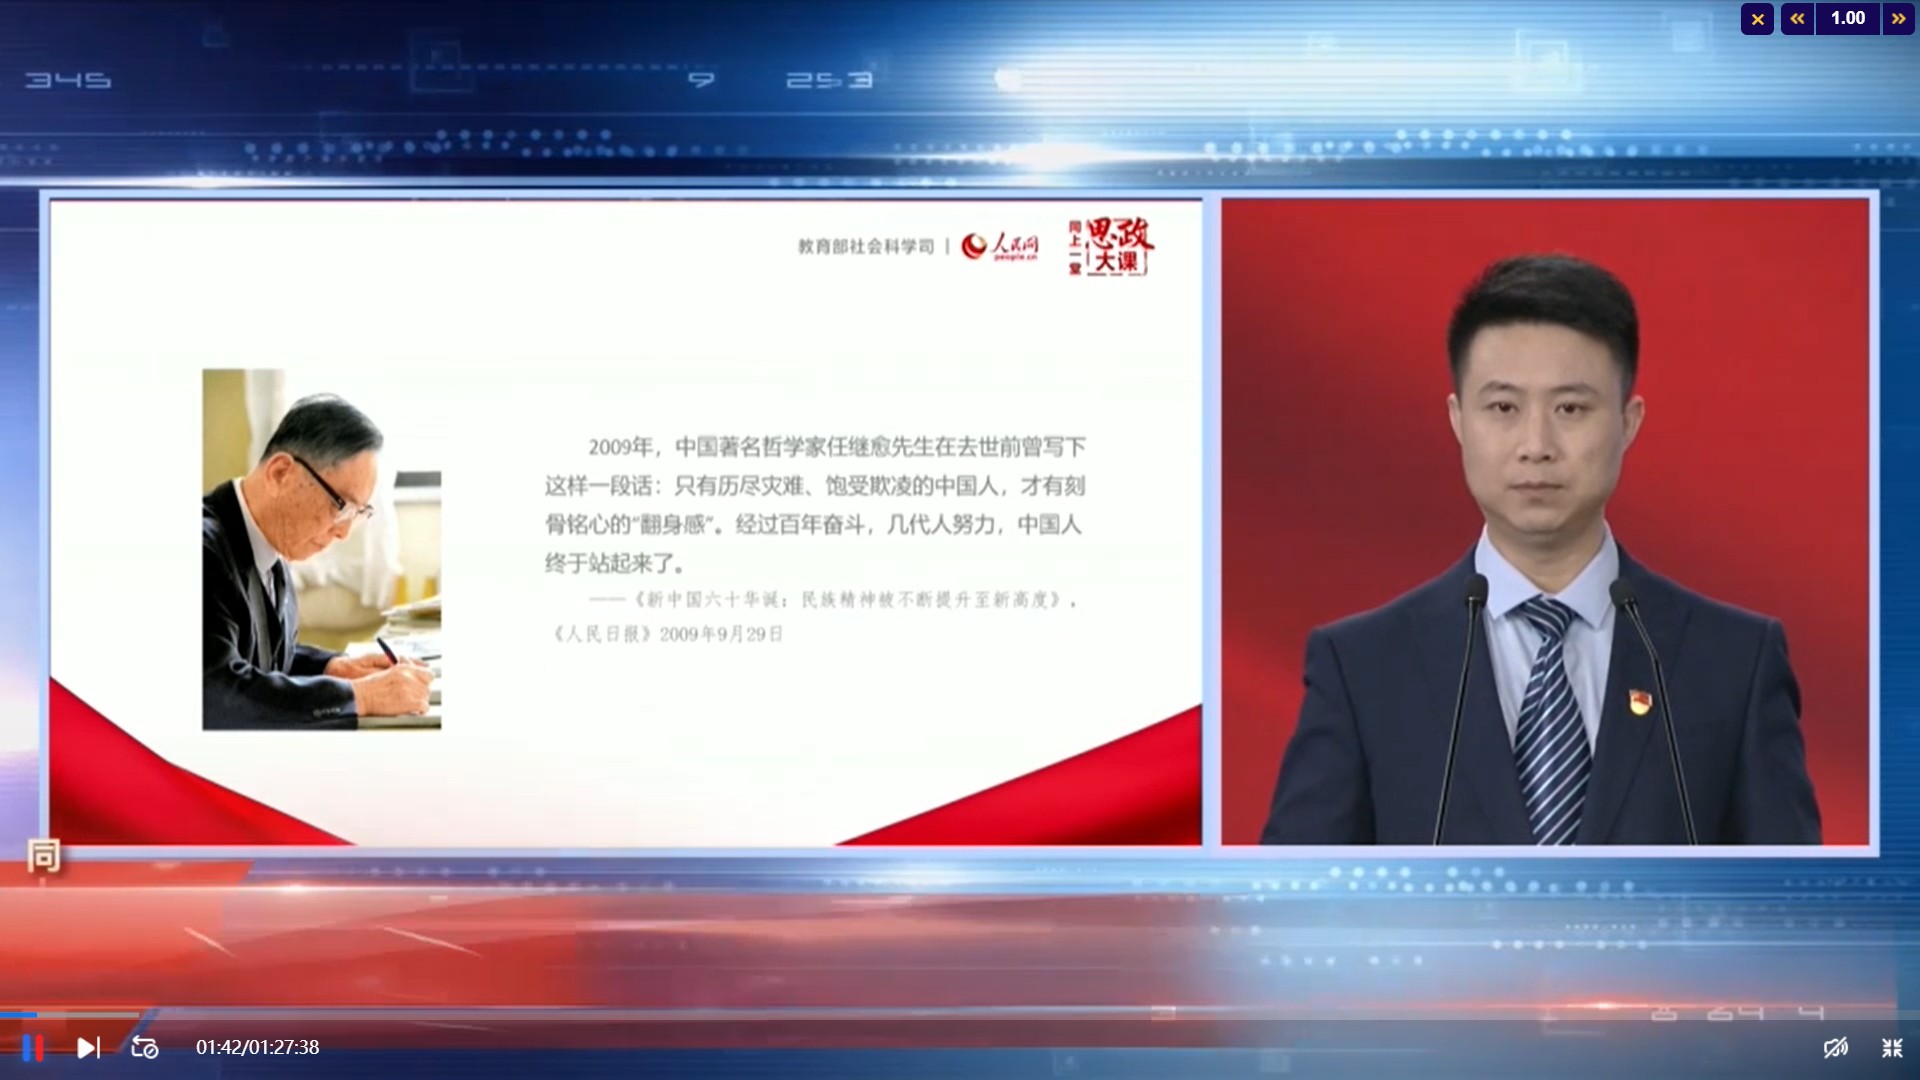 1.00
345
9
253
教育部社会科学司
人民网
people.cn
同上一堂
思政
大课
2009年，中国著名哲学家任继愈先生在去世前曾写下
这样一段话：只有历尽灾难、饱受欺凌的中国人，才有刻
骨铭心的“翻身感”。经过百年奋斗，几代人努力，中国人
终于站起来了。
——《新中国六十华诞：民族精神被不断提升至新高度》，
《人民日报》2009年9月29日
同
01:42/01:27:38